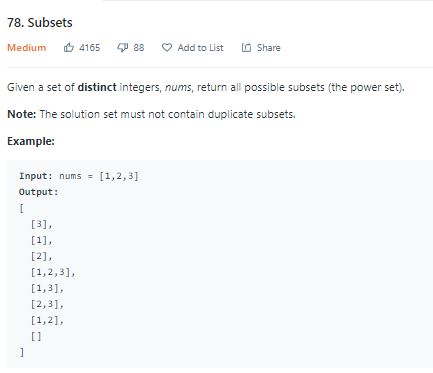 78. Subsets
Medium 4165 88 Add to List Share
Given a set of distinct integers, nums, return all possible subsets (the power set).
Note: The solution set must not contain duplicate subsets.
Example:
Input: nums = [1,2,3]
Output:
[
  [3],
  [1],
  [2],
  [1,2,3],
  [1,3],
  [2,3],
  [1,2],
  []
]